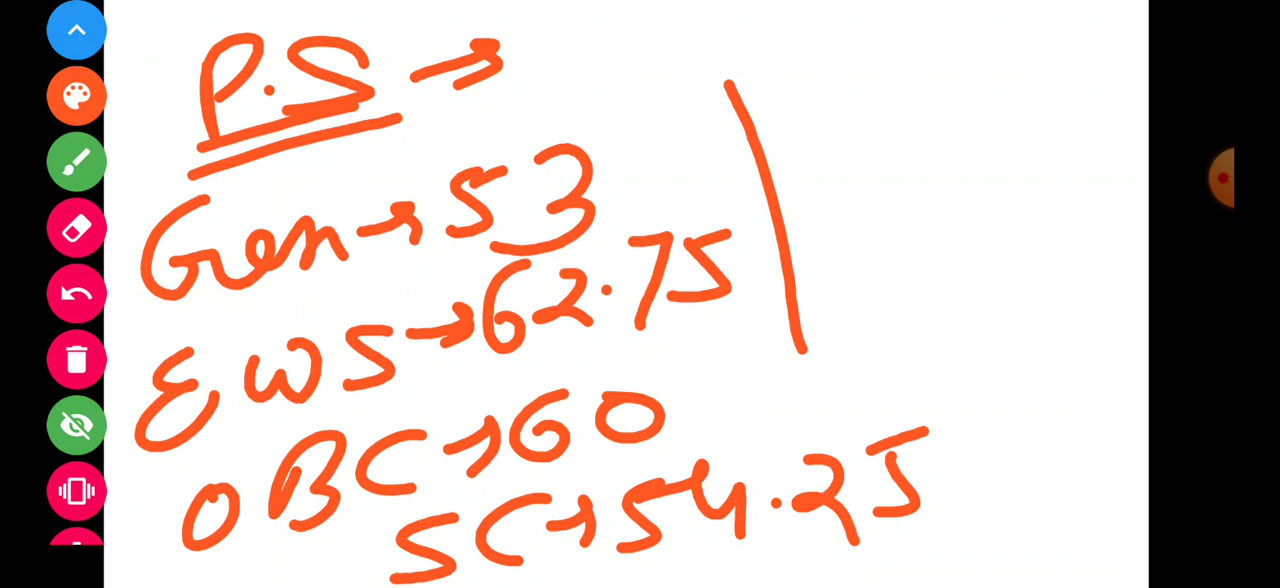 P.S →
Gen → 53
EWS → 62.75
OBC → 60
SC → 54.25